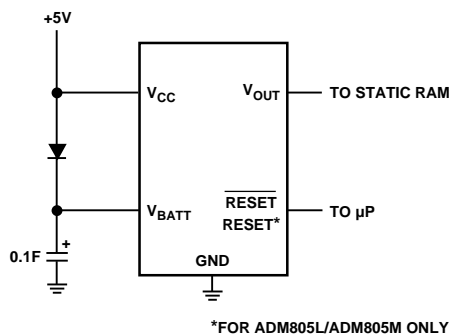 +5V
VCC
VOUT
TO STATIC RAM
VBATT
RESET
RESET*
TO µP
0.1F
+
GND
*FOR ADM805L/ADM805M ONLY